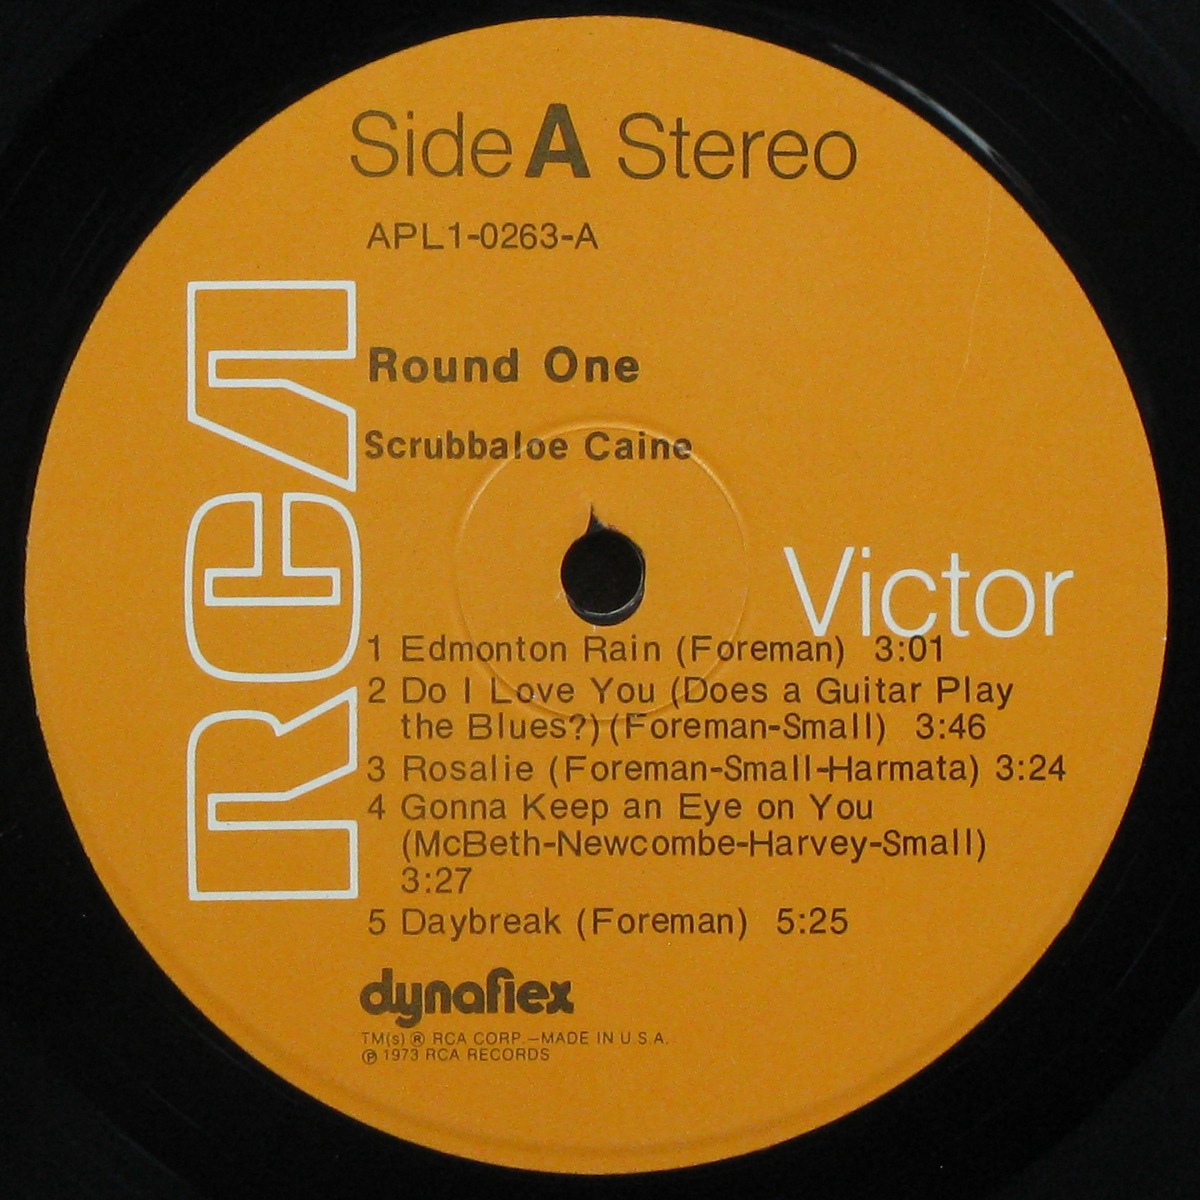 Side A Stereo
APL1-0263-A
RCA
Round One
Scrubbaloe Caine
Victor
1 Edmonton Rain (Foreman) 3:01
2 Do I Love You (Does a Guitar Play
the Blues?) (Foreman-Small) 3:46
3 Rosalie (Foreman-Small-Harmata) 3:24
4 Gonna Keep an Eye on You
(McBeth-Newcombe-Harvey-Small)
3:27
5 Daybreak (Foreman) 5:25
dynaflex
TM(s) ® RCA CORP.—MADE IN U.S.A.
℗ 1973 RCA RECORDS